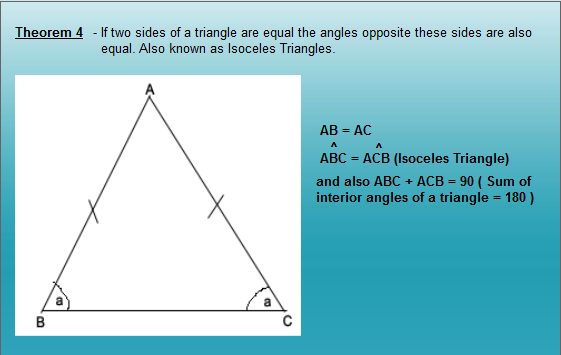 Theorem 4 - If two sides of a triangle are equal the angles opposite these sides are also
equal. Also known as Isoceles Triangles.
A
a
a
B
C
AB = AC
^ ^
ABC = ACB (Isoceles Triangle)
and also ABC + ACB = 90 ( Sum of
interior angles of a triangle = 180 )